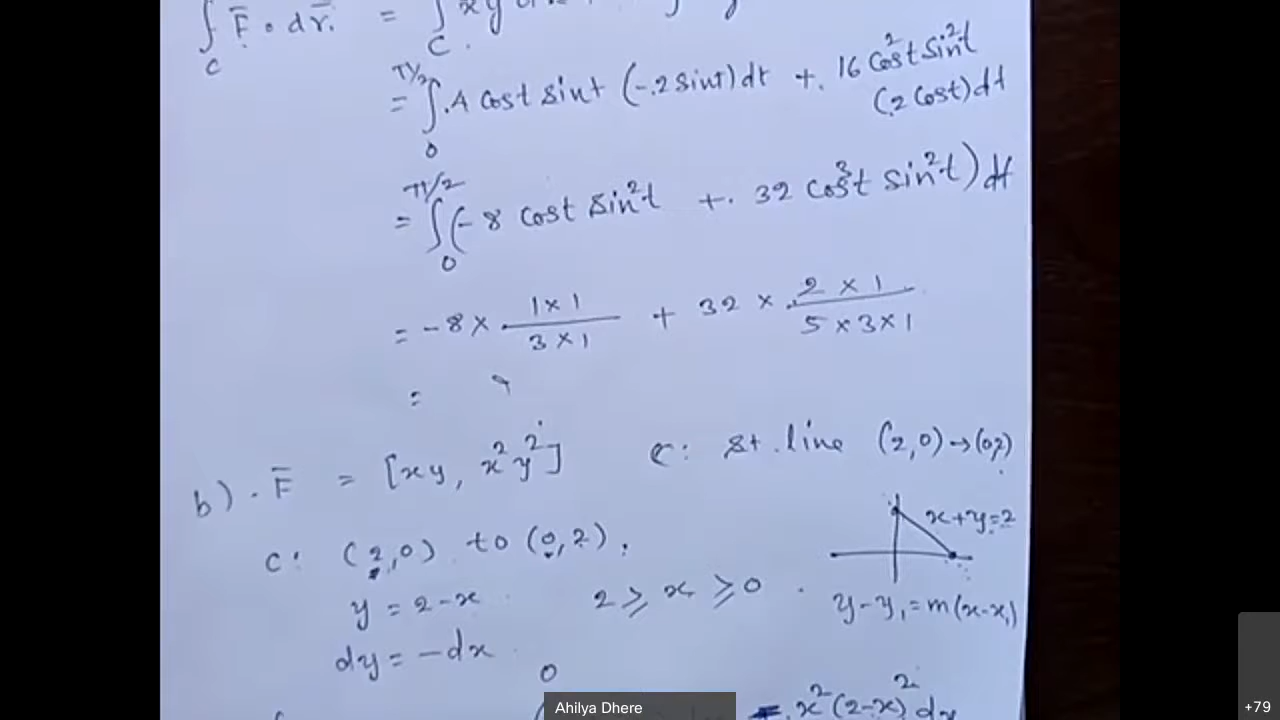 ∫_C F̄ • dr̄. = ∫_C xy
= ∫_0^{π/2} .4 cost sint (-.2sint) dt +. 16 cos²t sin²t
(.2 cost) dt
= ∫_0^{π/2} (-8 cost sin²t +. 32 cos³t sin²t) dt
= -8 × (1×1)/(3×1) + 32 × (2×1)/(5×3×1)
=
b). F̄ = [xy, x²y²] C: st. line (2,0)→(0,2)
x+y=2
C: (2,0) to (0,2).
y = 2-x 2 ≥ x ≥ 0 . y-y₁=m(x-x₁)
dy = -dx
0
x²(2-x)² dx
Ahilya Dhere
+79